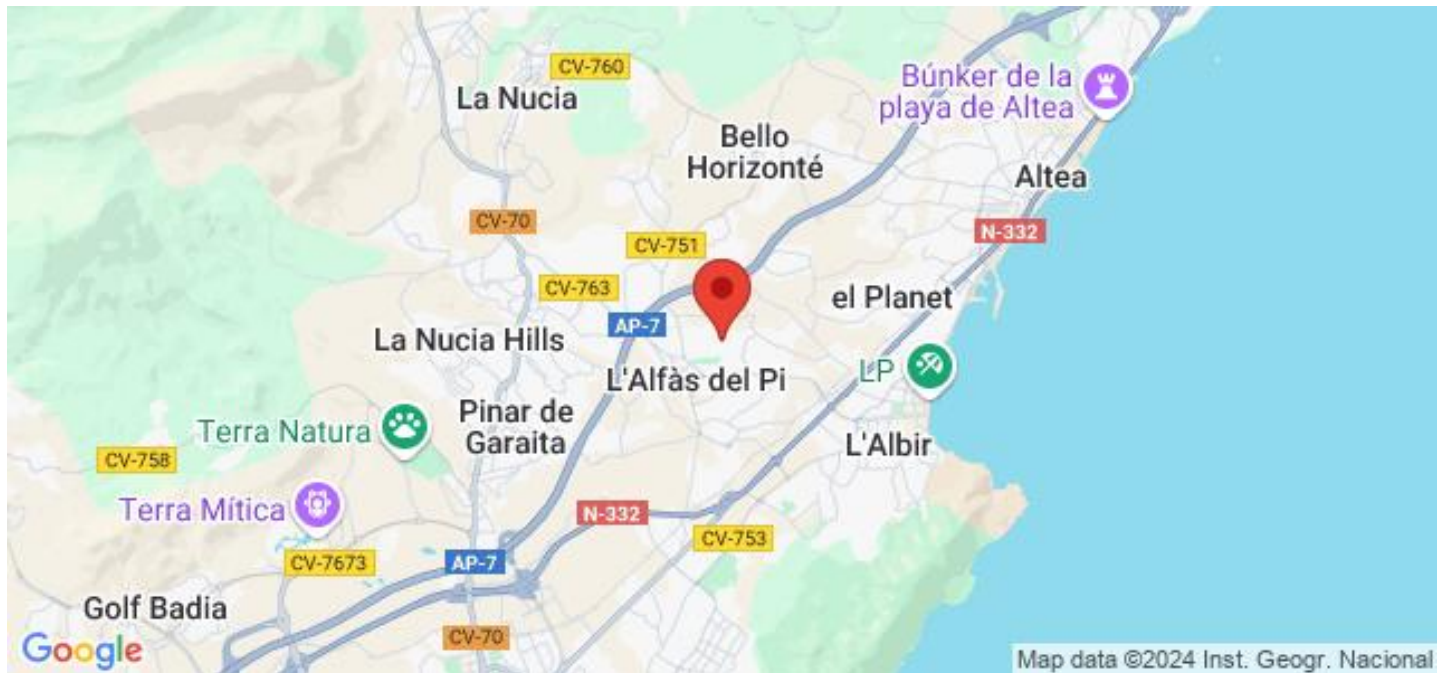 CV-760
La Nucia
Búnker de la
playa de Altea
Bello
Horizonté
Altea
CV-70
N-332
CV-751
CV-763
el Planet
AP-7
La Nucia Hills
LP
L'Alfàs del Pi
Pinar de
Garaita
Terra Natura
L'Albir
CV-758
Terra Mítica
N-332
CV-753
CV-7673
AP-7
Golf Badia
CV-70
Google
Map data ©2024 Inst. Geogr. Nacional